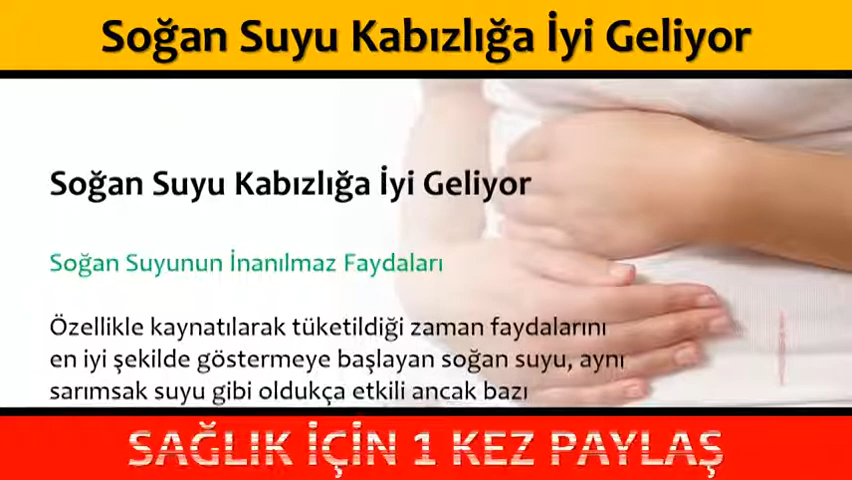 Soğan Suyu Kabızlığa İyi Geliyor
Soğan Suyu Kabızlığa İyi Geliyor
Soğan Suyunun İnanılmaz Faydaları
Özellikle kaynatılarak tüketildiği zaman faydalarını
en iyi şekilde göstermeye başlayan soğan suyu, aynı
sarımsak suyu gibi oldukça etkili ancak bazı
SAĞLIK İÇİN 1 KEZ PAYLAŞ